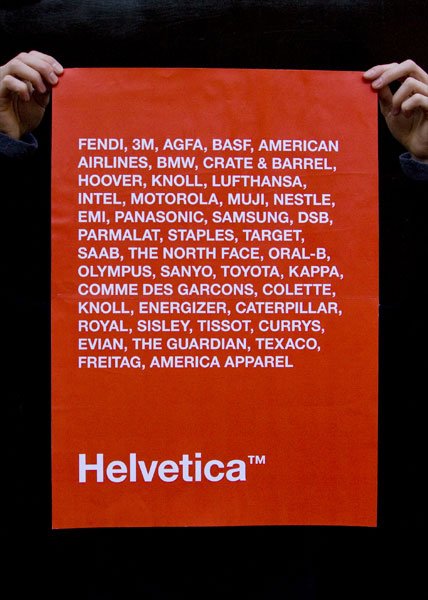 FENDI, 3M, AGFA, BASF, AMERICAN
AIRLINES, BMW, CRATE & BARREL,
HOOVER, KNOLL, LUFTHANSA,
INTEL, MOTOROLA, MUJI, NESTLE,
EMI, PANASONIC, SAMSUNG, DSB,
PARMALAT, STAPLES, TARGET,
SAAB, THE NORTH FACE, ORAL-B,
OLYMPUS, SANYO, TOYOTA, KAPPA,
COMME DES GARCONS, COLETTE,
KNOLL, ENERGIZER, CATERPILLAR,
ROYAL, SISLEY, TISSOT, CURRYS,
EVIAN, THE GUARDIAN, TEXACO,
FREITAG, AMERICA APPAREL
Helvetica™